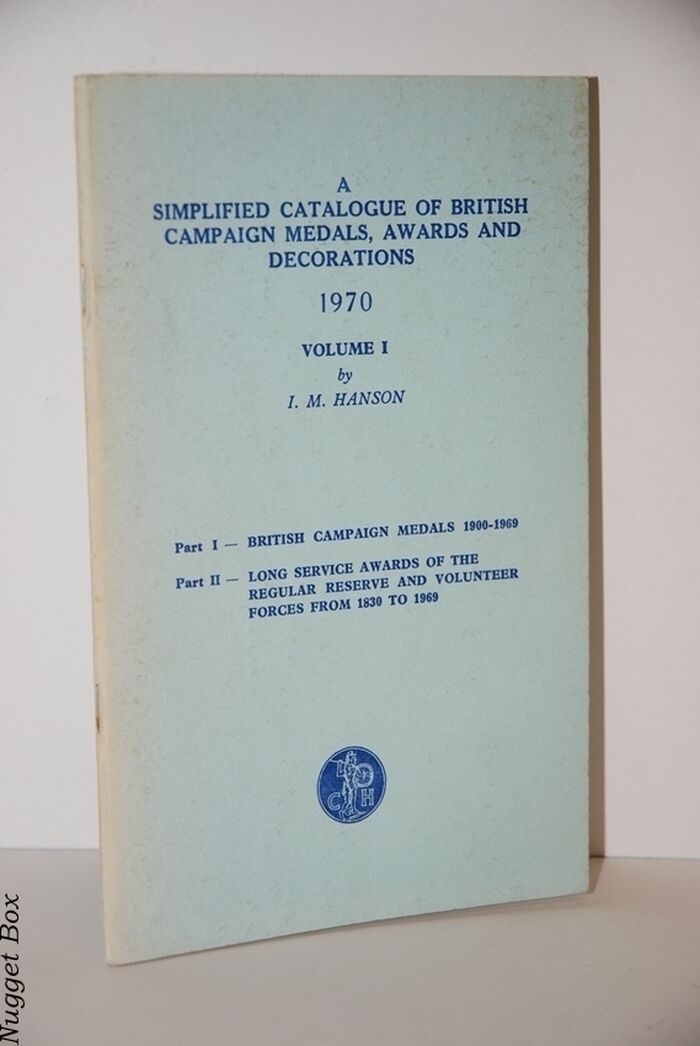 A
SIMPLIFIED CATALOGUE OF BRITISH
CAMPAIGN MEDALS, AWARDS AND
DECORATIONS
1970
VOLUME I
by
I. M. HANSON
Part I — BRITISH CAMPAIGN MEDALS 1900-1969
Part II — LONG SERVICE AWARDS OF THE
REGULAR RESERVE AND VOLUNTEER
FORCES FROM 1830 TO 1969
L D
C H
Nugget Box